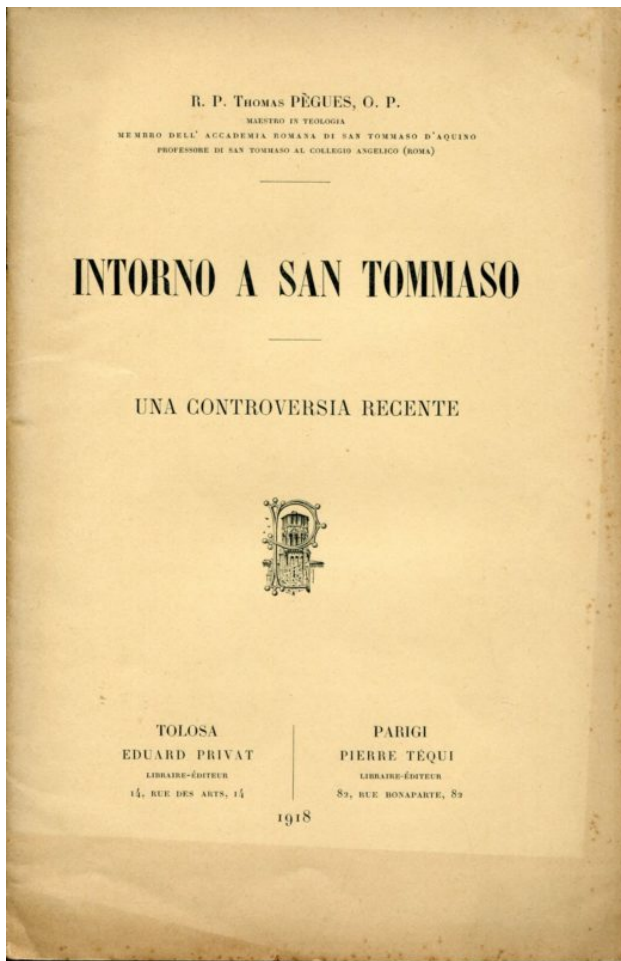 R. P. Thomas PÈGUES, O. P.
MAESTRO IN TEOLOGIA
MEMBRO DELL' ACCADEMIA ROMANA DI SAN TOMMASO D'AQUINO
PROFESSORE DI SAN TOMMASO AL COLLEGIO ANGELICO (ROMA)
INTORNO A SAN TOMMASO
UNA CONTROVERSIA RECENTE
TOLOSA
EDUARD PRIVAT
LIBRAIRE-ÉDITEUR
14, RUE DES ARTS, 14
PARIGI
PIERRE TÉQUI
LIBRAIRE-ÉDITEUR
82, RUE BONAPARTE, 82
1918